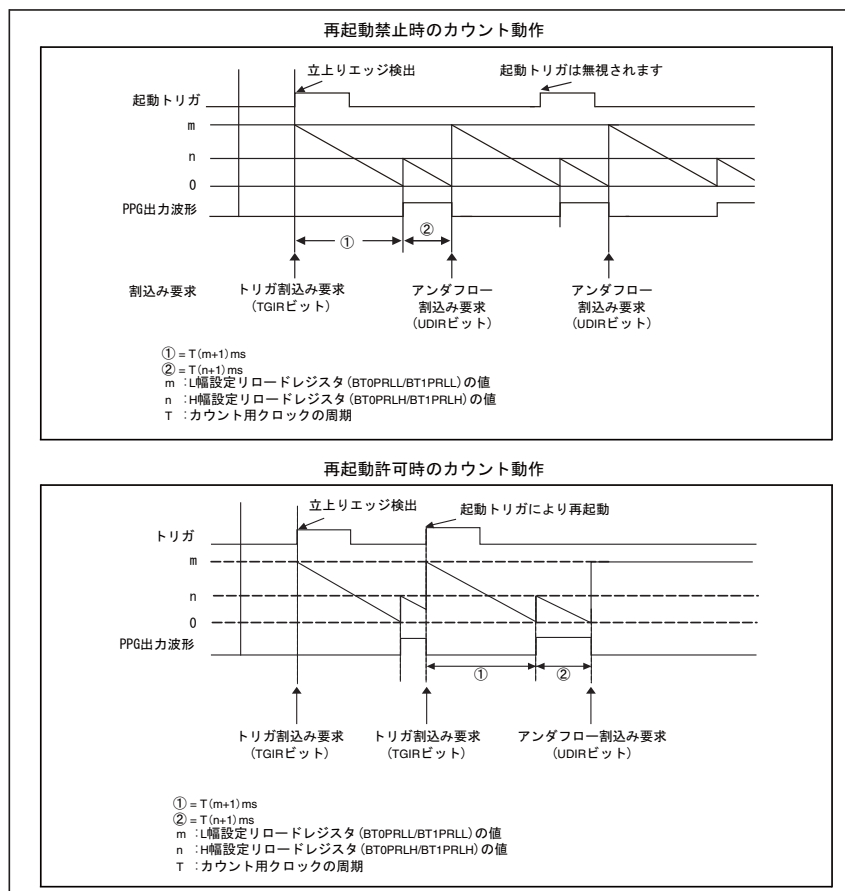 再起動禁止時のカウント動作
立上りエッジ検出
起動トリガは無視されます
起動トリガ
m
n
0
PPG出力波形
①
②
割込み要求
トリガ割込み要求
(TGIRビット)
アンダフロー
割込み要求
(UDIRビット)
アンダフロー
割込み要求
(UDIRビット)
① = T(m+1)ms
② = T(n+1)ms
m :L幅設定リロードレジスタ(BT0PRLL/BT1PRLL)の値
n :H幅設定リロードレジスタ(BT0PRLH/BT1PRLH)の値
T :カウント用クロックの周期
再起動許可時のカウント動作
立上りエッジ検出
起動トリガにより再起動
トリガ
m
n
0
PPG出力波形
①
②
トリガ割込み要求
(TGIRビット)
トリガ割込み要求
(TGIRビット)
アンダフロー割込み要求
(UDIRビット)
① = T(m+1)ms
② = T(n+1)ms
m :L幅設定リロードレジスタ(BT0PRLL/BT1PRLL)の値
n :H幅設定リロードレジスタ(BT0PRLH/BT1PRLH)の値
T :カウント用クロックの周期